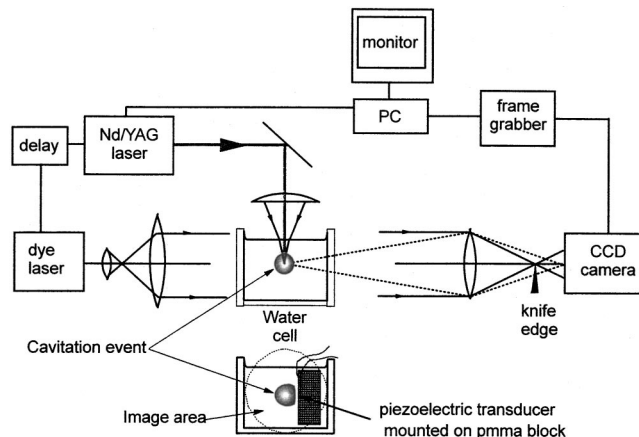 monitor
Nd/YAG
laser
PC
frame
grabber
delay
dye
laser
CCD
camera
knife
edge
Water
cell
Cavitation event
Image area
piezoelectric transducer
mounted on pmma block